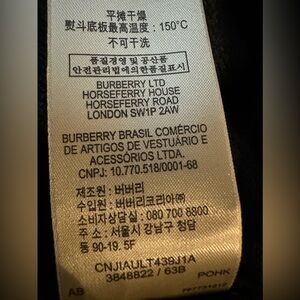 平摊干燥
熨斗底板最高温度 : 150°C
不可干洗
품질경영 및 공산품
안전관리법에의한 품질표시
BURBERRY LTD
HORSEFERRY HOUSE
HORSEFERRY ROAD
LONDON SW1P 2AW
BURBERRY BRASIL COMÉRCIO
DE ARTIGOS DE VESTUÁRIO E
ACESSÓRIOS LTDA.
CNPJ: 10.770.518/0001-68
제조원 : 버버리
수입원 : 버버리코리아㈜
소비자상담실 : 080 700 8800
주소 : 서울시 강남구 청담
동 90-19. 5F
CNJIAULT439J1A
3848822 / 63B
AB
POHK